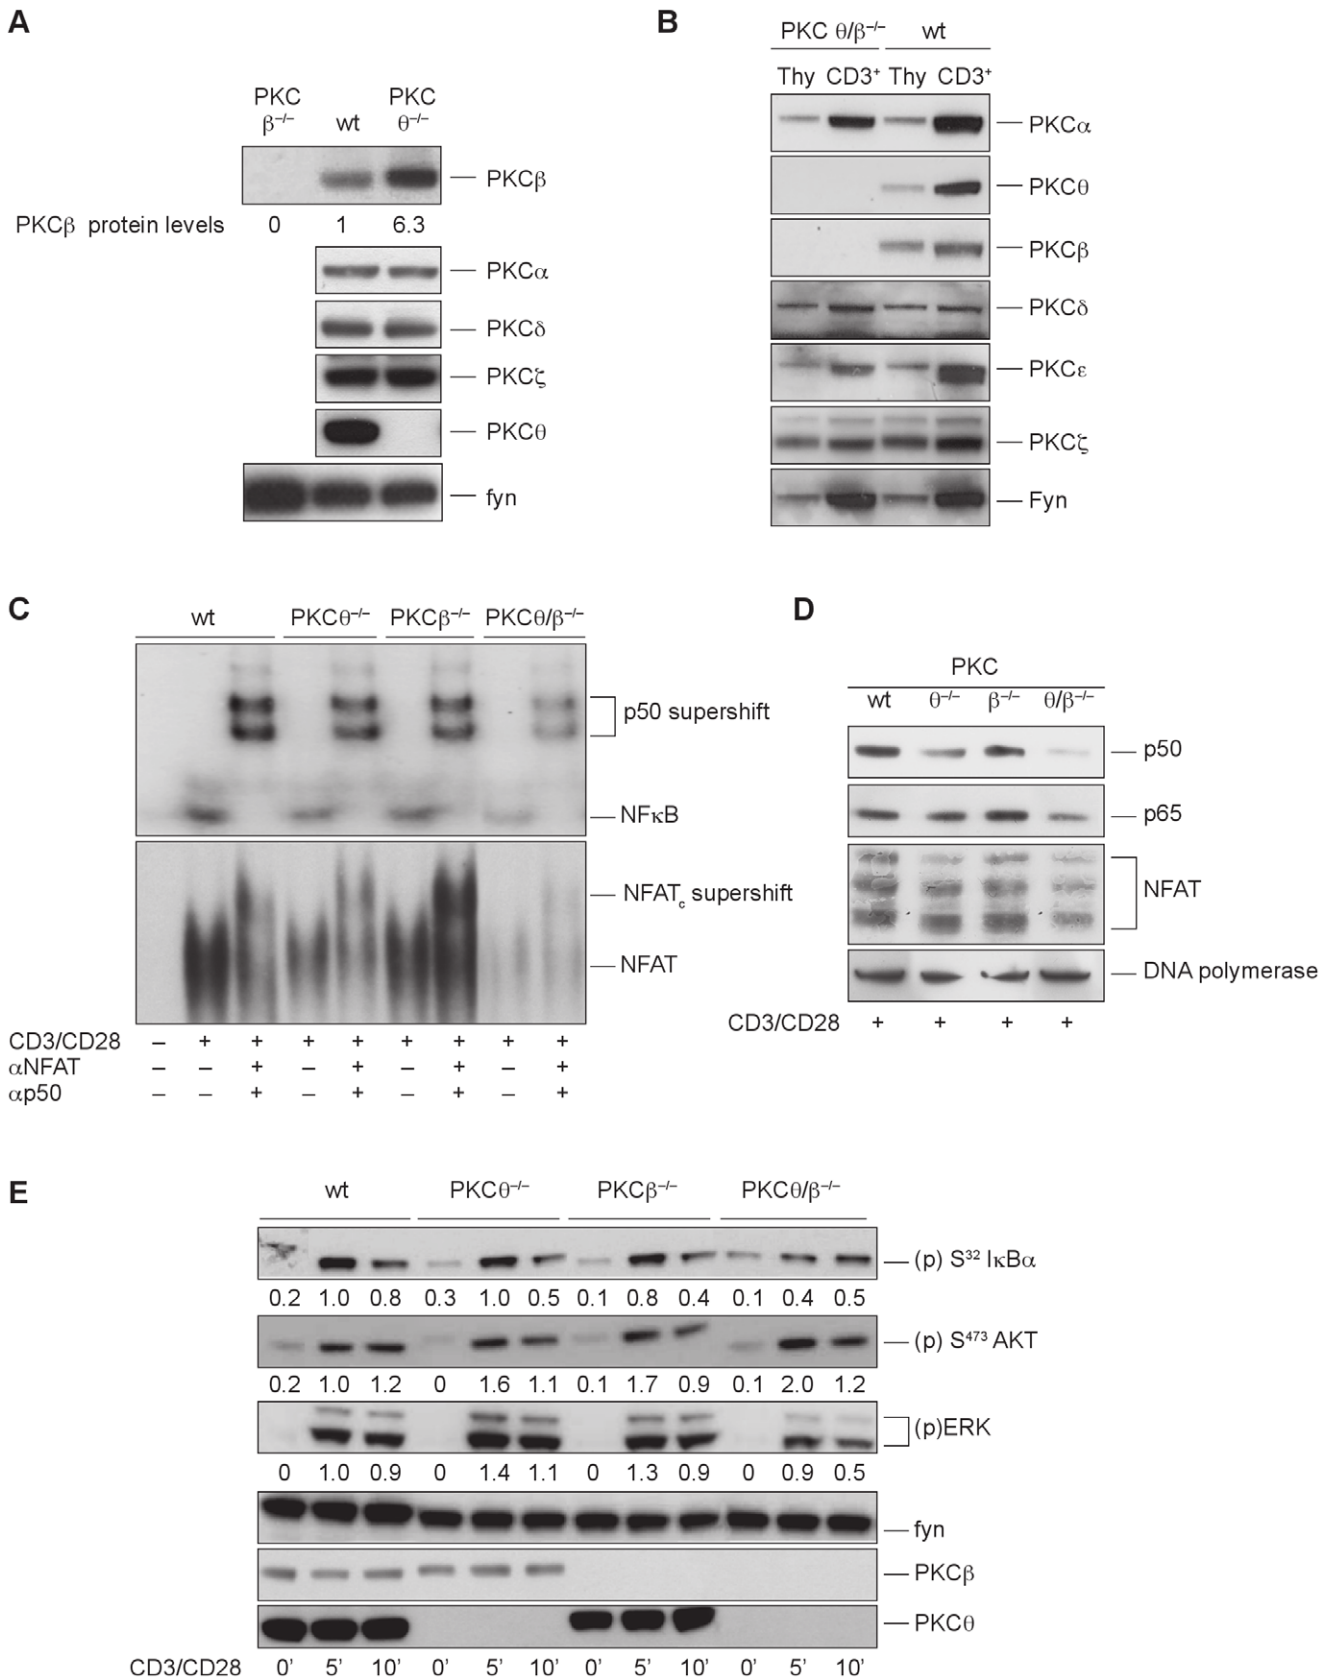 A
PKC β–/–
wt
PKC θ–/–
PKCβ
PKCβ protein levels 0 1 6.3
PKCα
PKCδ
PKCζ
PKCθ
fyn
B
PKC θ/β–/– wt
Thy CD3+ Thy CD3+
PKCα
PKCθ
PKCβ
PKCδ
PKCε
PKCζ
Fyn
C
wt PKCθ–/– PKCβ–/– PKCθ/β–/–
p50 supershift
NFκB
NFATc supershift
NFAT
CD3/CD28 – + + + + + + + +
αNFAT – – + – + – + – +
αp50 – – + – + – + – +
D
PKC
wt θ–/– β–/– θ/β–/–
p50
p65
NFAT
DNA polymerase
CD3/CD28 + + + +
E
wt PKCθ–/– PKCβ–/– PKCθ/β–/–
(p) S32 IκBα
0.2 1.0 0.8 0.3 1.0 0.5 0.1 0.8 0.4 0.1 0.4 0.5
(p) S473 AKT
0.2 1.0 1.2 0 1.6 1.1 0.1 1.7 0.9 0.1 2.0 1.2
(p)ERK
0 1.0 0.9 0 1.4 1.1 0 1.3 0.9 0 0.9 0.5
fyn
PKCβ
PKCθ
CD3/CD28 0' 5' 10' 0' 5' 10' 0' 5' 10' 0' 5' 10'